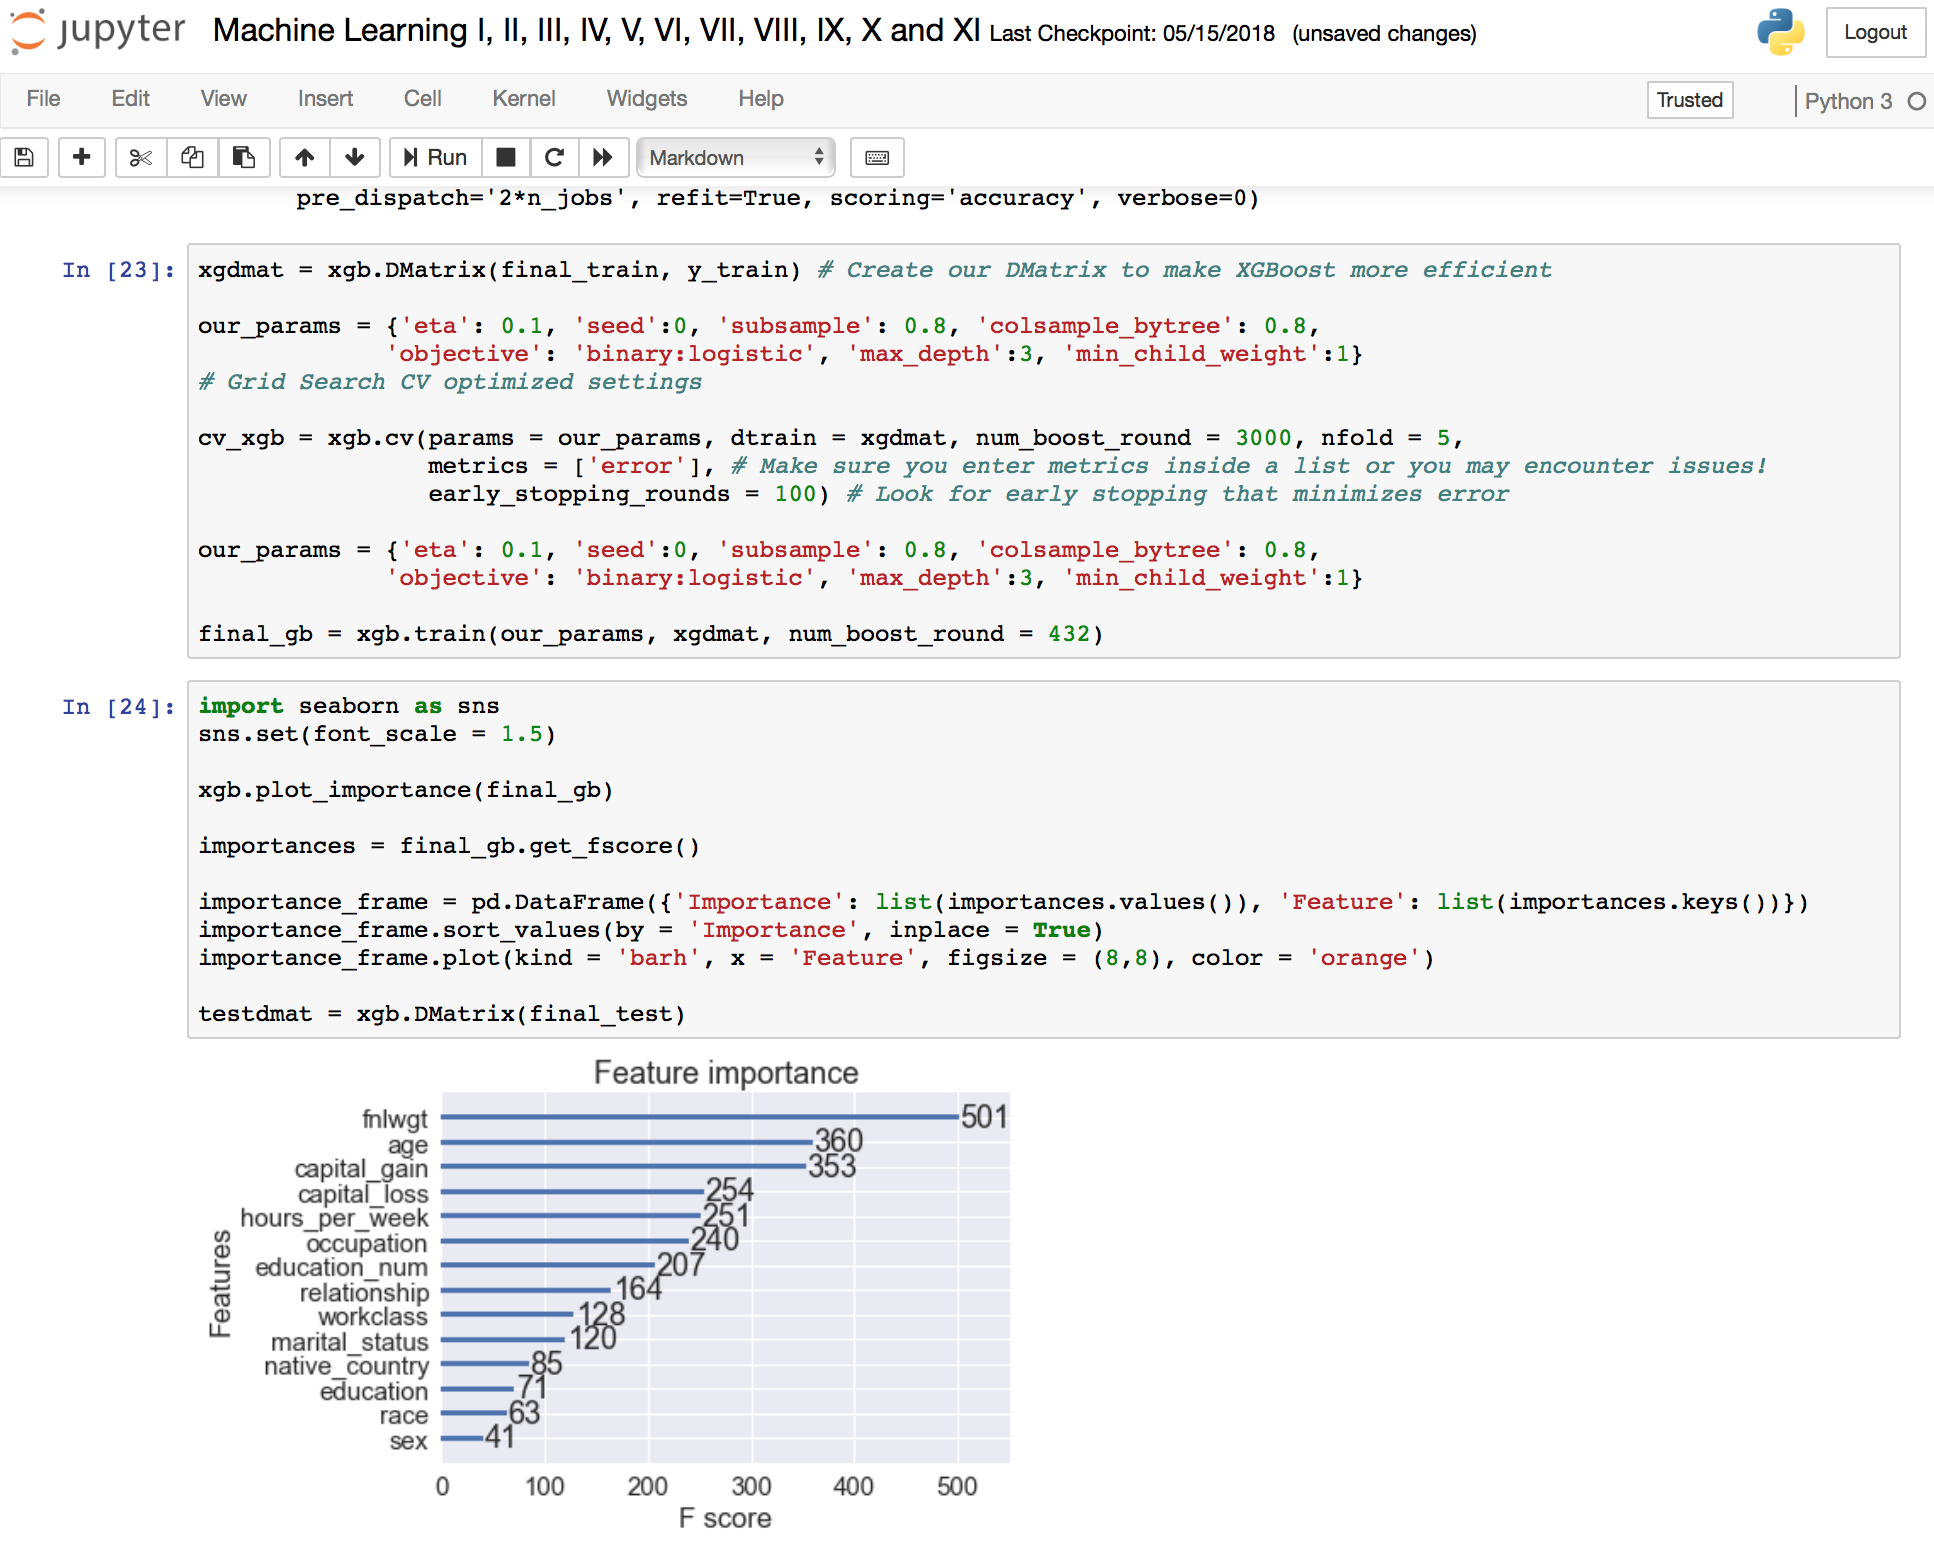 jupyter Machine Learning I, II, III, IV, V, VI, VII, VIII, IX, X and XI Last Checkpoint: 05/15/2018 (unsaved changes) Logout
File Edit View Insert Cell Kernel Widgets Help Trusted Python 3
Run Markdown
pre_dispatch='2*n_jobs', refit=True, scoring='accuracy', verbose=0)
In [23]: xgdmat = xgb.DMatrix(final_train, y_train) # Create our DMatrix to make XGBoost more efficient
our_params = {'eta': 0.1, 'seed':0, 'subsample': 0.8, 'colsample_bytree': 0.8,
'objective': 'binary:logistic', 'max_depth':3, 'min_child_weight':1}
# Grid Search CV optimized settings
cv_xgb = xgb.cv(params = our_params, dtrain = xgdmat, num_boost_round = 3000, nfold = 5,
metrics = ['error'], # Make sure you enter metrics inside a list or you may encounter issues!
early_stopping_rounds = 100) # Look for early stopping that minimizes error
our_params = {'eta': 0.1, 'seed':0, 'subsample': 0.8, 'colsample_bytree': 0.8,
'objective': 'binary:logistic', 'max_depth':3, 'min_child_weight':1}
final_gb = xgb.train(our_params, xgdmat, num_boost_round = 432)
In [24]: import seaborn as sns
sns.set(font_scale = 1.5)
xgb.plot_importance(final_gb)
importances = final_gb.get_fscore()
importance_frame = pd.DataFrame({'Importance': list(importances.values()), 'Feature': list(importances.keys())})
importance_frame.sort_values(by = 'Importance', inplace = True)
importance_frame.plot(kind = 'barh', x = 'Feature', figsize = (8,8), color = 'orange')
testdmat = xgb.DMatrix(final_test)
Feature importance
Features
fnlwgt 501
age 360
capital_gain 353
capital_loss 254
hours_per_week 251
occupation 240
education_num 207
relationship 164
workclass 128
marital_status 120
native_country 85
education 71
race 63
sex 41
0 100 200 300 400 500
F score